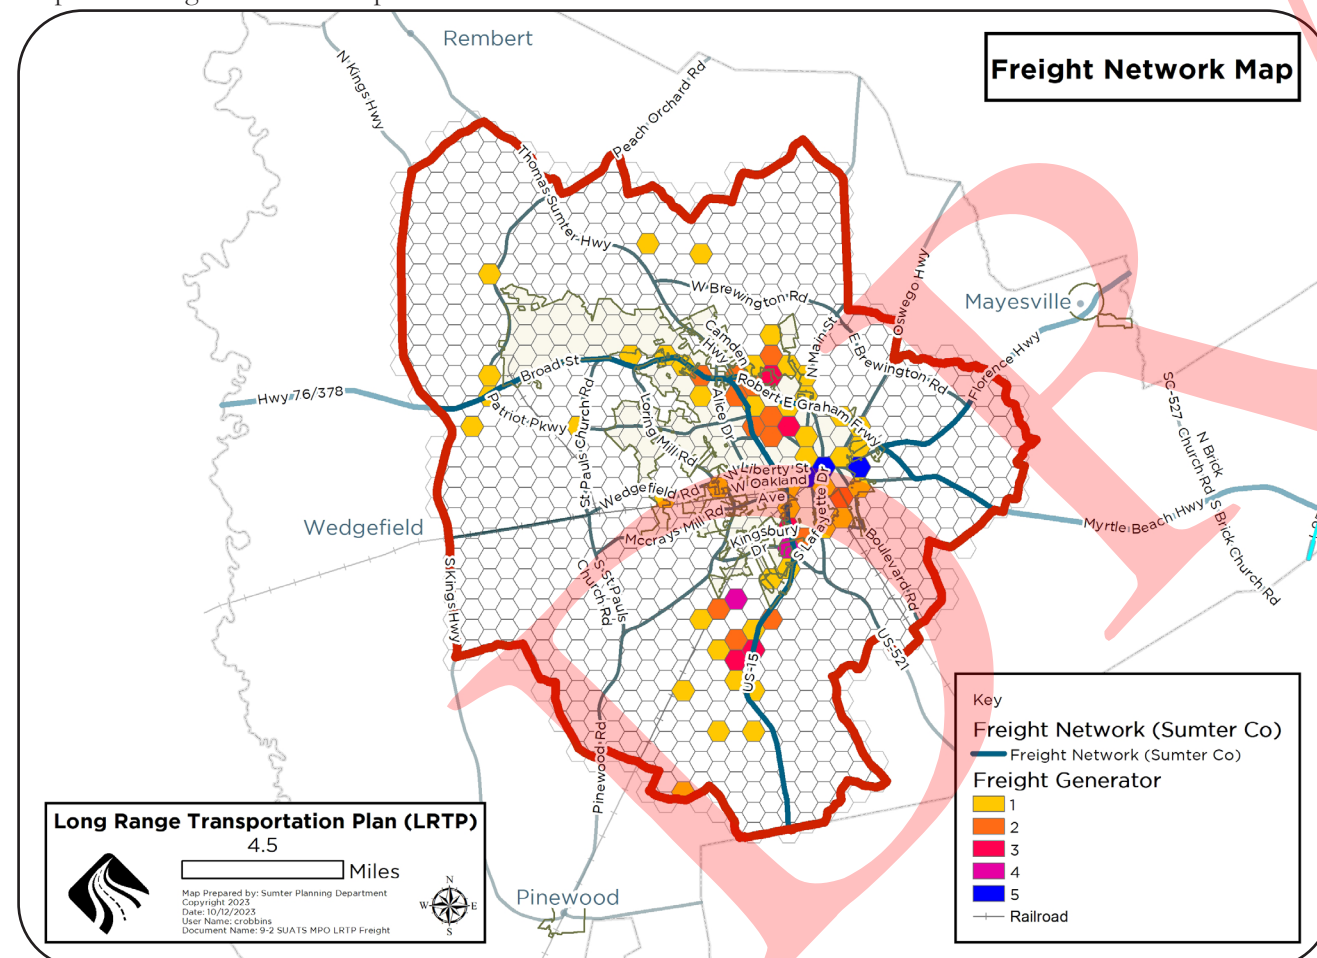 Rembert
Freight Network Map
N Kings Hwy
Peach Orchard Rd
Thomas Sumter Hwy
W Brewington Rd
Oswego Hwy
Mayesville
Camden Hwy
N Main St
E Brewington Rd
Florence Hwy
Broad St
Hwy 76/378
Robert E Graham Frwy
SC-527
Patriot Pkwy
St Pauls Church Rd
Loring Mill Rd
Alice Dr
N Brick Church Rd
W Liberty St
W Oakland Ave
Wedgefield Rd
Wedgefield
Mccrays Mill Rd
Kingsbury Dr
S Lafayette Dr
Boulevard Rd
Myrtle Beach Hwy
S Brick Church Rd
S Kings Hwy
S St Pauls Church Rd
US-521
US-15
Pinewood Rd
Pinewood
Key
Freight Network (Sumter Co)
Freight Network (Sumter Co)
Freight Generator
1
2
3
4
5
Railroad
Long Range Transportation Plan (LRTP)
4.5
Miles
Map Prepared by: Sumter Planning Department
Copyright 2023
Date: 10/12/2023
User Name: crobbins
Document Name: 9-2 SUATS MPO LRTP Freight
N
W
E
S